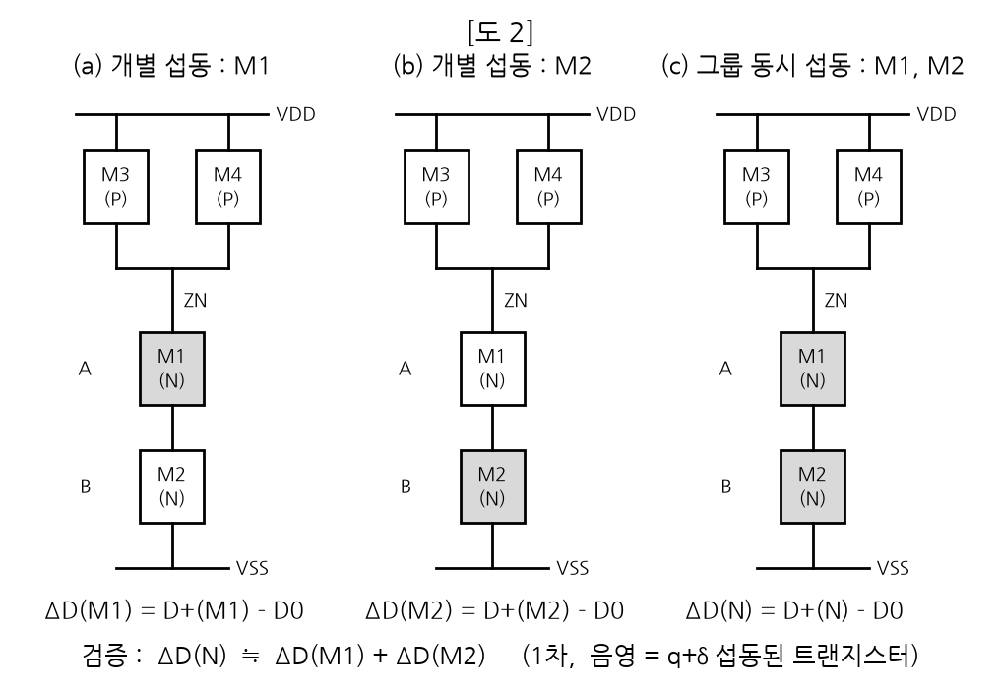 [도 2]
(a) 개별 섭동 : M1
(b) 개별 섭동 : M2
(c) 그룹 동시 섭동 : M1, M2
VDD
M3
(P)
M4
(P)
ZN
A
M1
(N)
B
M2
(N)
VSS
VDD
M3
(P)
M4
(P)
ZN
A
M1
(N)
B
M2
(N)
VSS
VDD
M3
(P)
M4
(P)
ZN
A
M1
(N)
B
M2
(N)
VSS
ΔD(M1) = D+(M1) - D0
ΔD(M2) = D+(M2) - D0
ΔD(N) = D+(N) - D0
검증 : ΔD(N) ≒ ΔD(M1) + ΔD(M2) (1차, 음영 = q+δ 섭동된 트랜지스터)